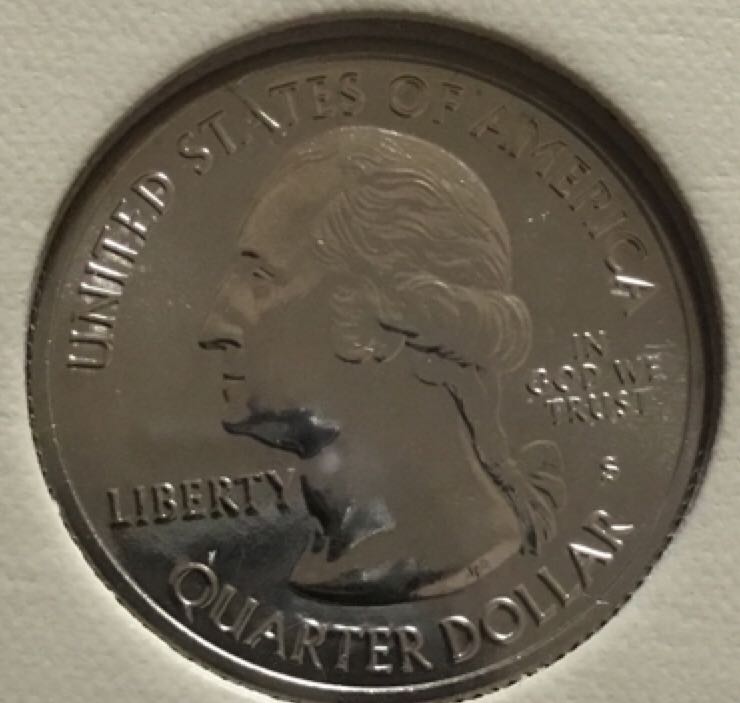 UNITED STATES OF AMERICA
IN
GOD WE
TRUST
LIBERTY
S
QUARTER DOLLAR